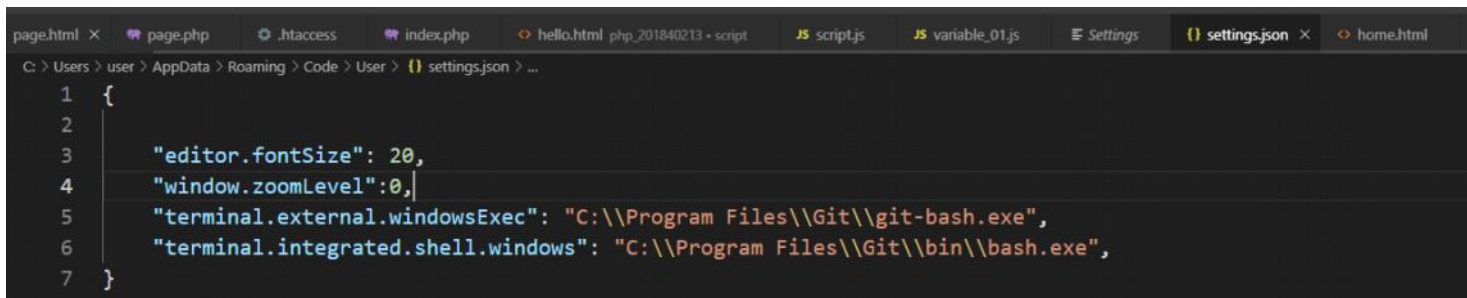 page.html × page.php .htaccess index.php <> hello.html php_201840213 • script JS script.js JS variable_01.js Settings {} settings.json × <> home.html
C: > Users > user > AppData > Roaming > Code > User > {} settings.json > ...
1 {
2
3 "editor.fontSize": 20,
4 "window.zoomLevel":0,
5 "terminal.external.windowsExec": "C:\\Program Files\\Git\\git-bash.exe",
6 "terminal.integrated.shell.windows": "C:\\Program Files\\Git\\bin\\bash.exe",
7 }